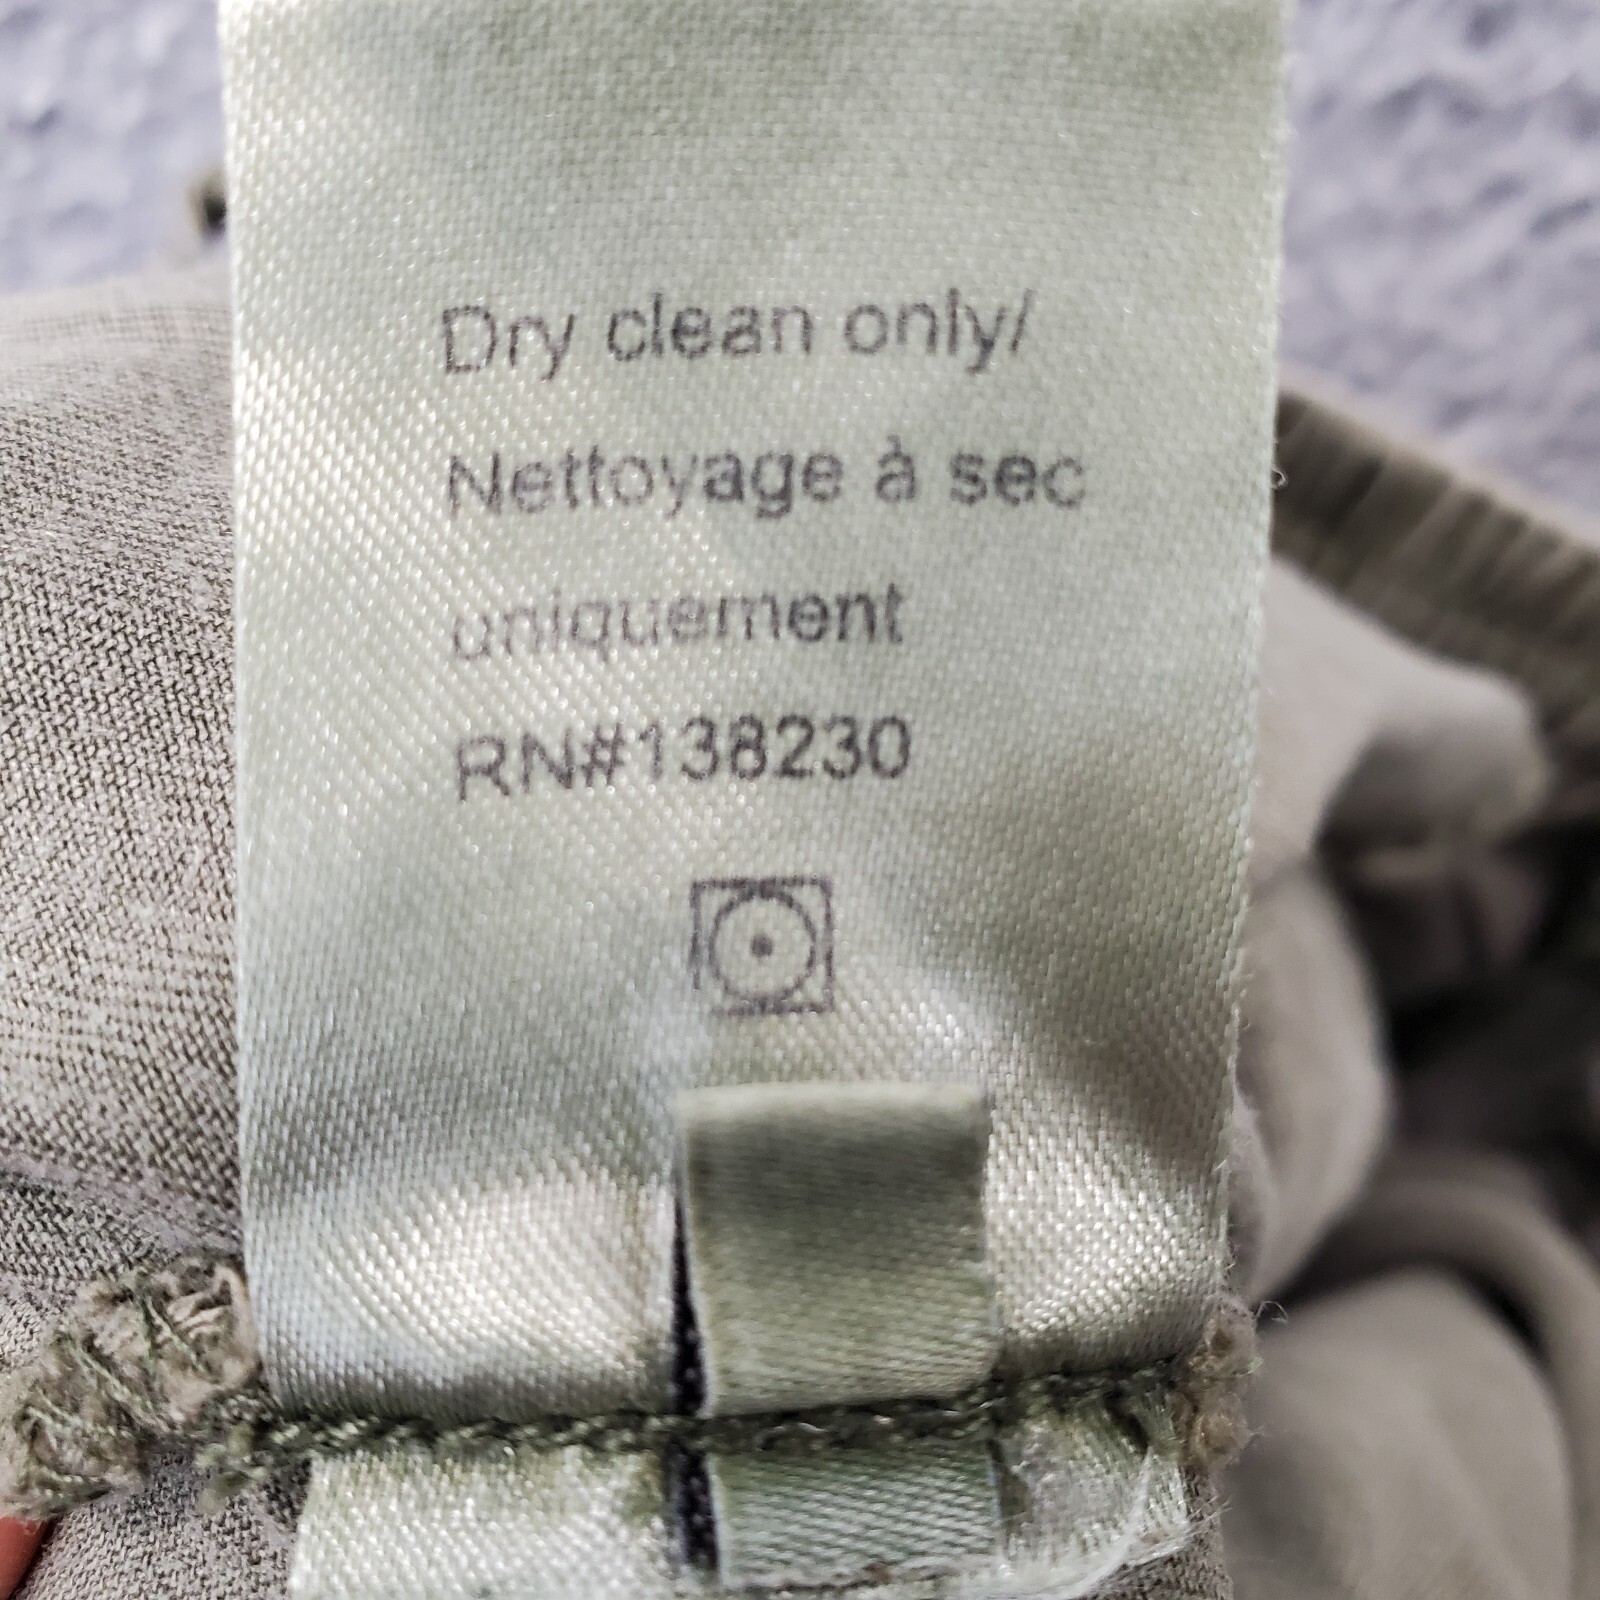 Dry clean only/
Nettoyage à sec
uniquement
RN#138230